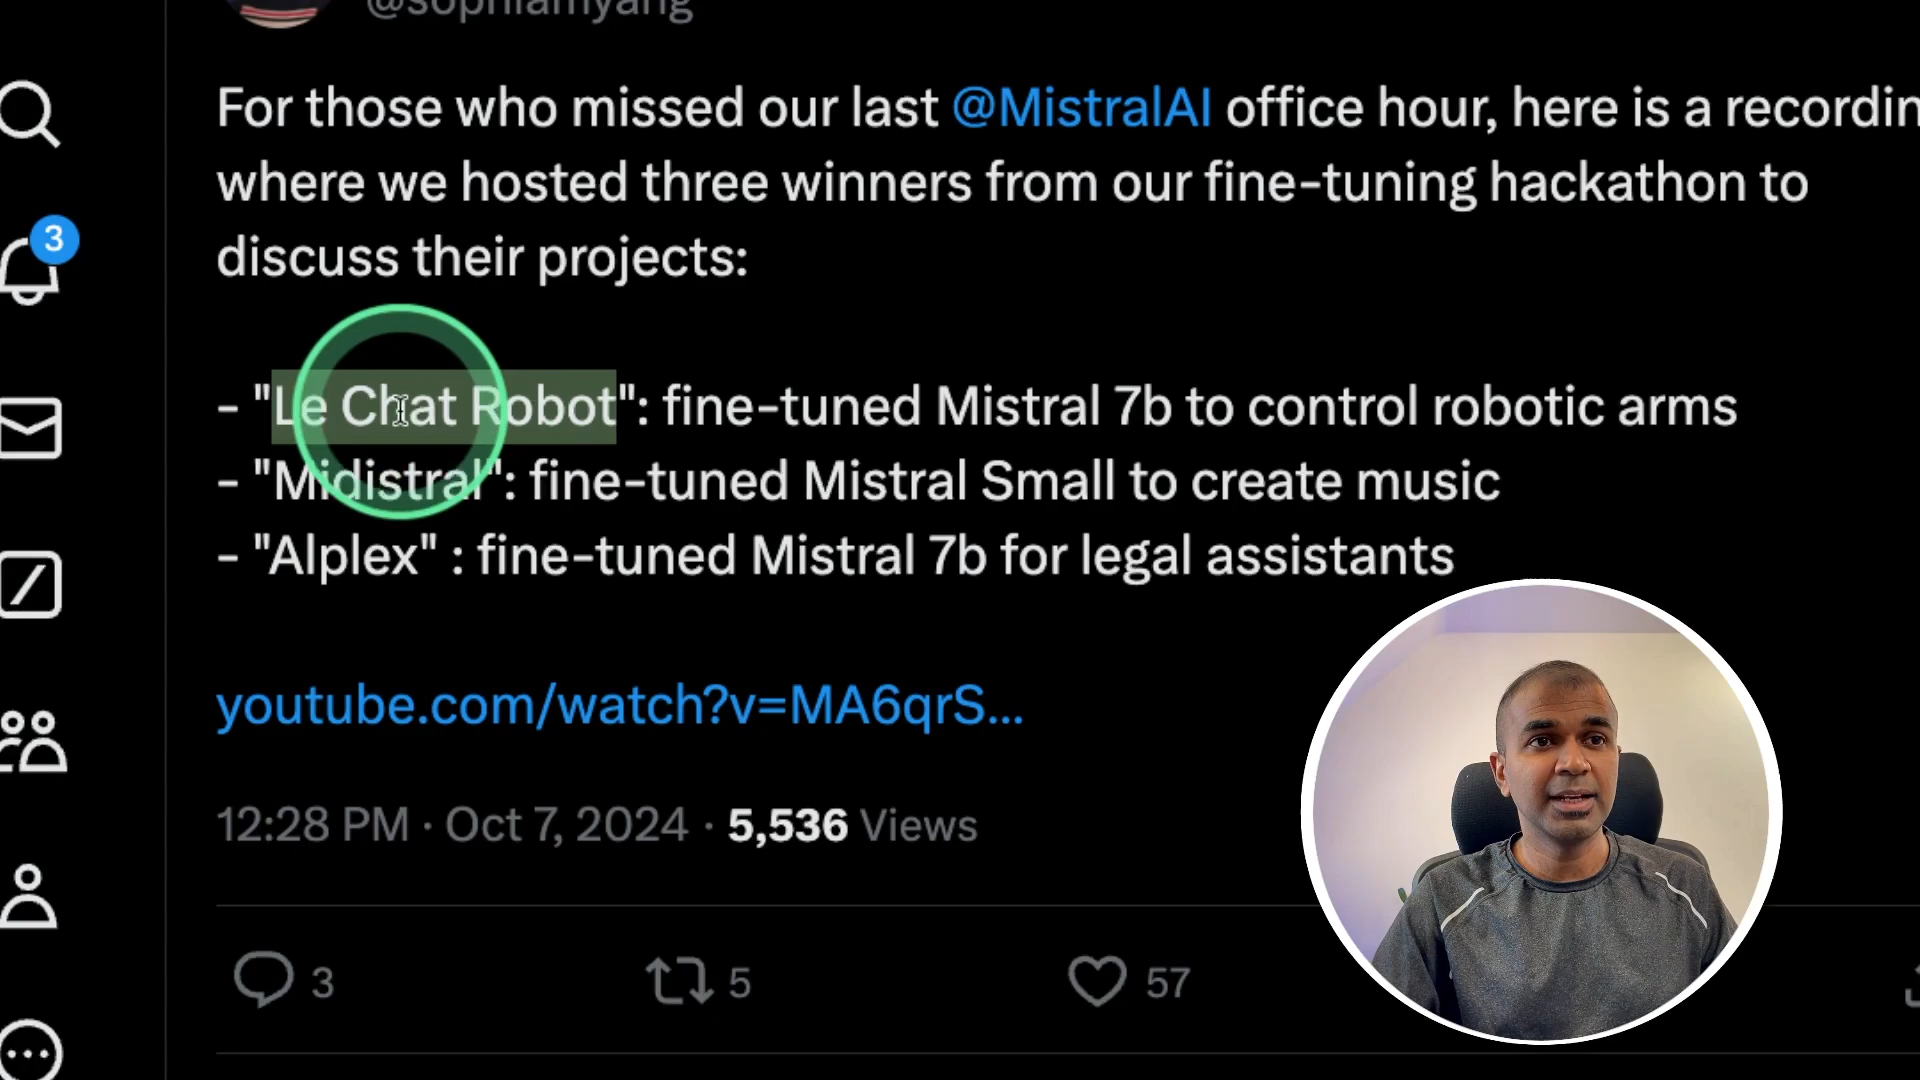 @sophiamyang
For those who missed our last @MistralAI office hour, here is a recordin
where we hosted three winners from our fine-tuning hackathon to
discuss their projects:
3
- "Le Chat Robot": fine-tuned Mistral 7b to control robotic arms
- "Midistral": fine-tuned Mistral Small to create music
- "Alplex" : fine-tuned Mistral 7b for legal assistants
youtube.com/watch?v=MA6qrS...
12:28 PM · Oct 7, 2024 · 5,536 Views
3 5 57